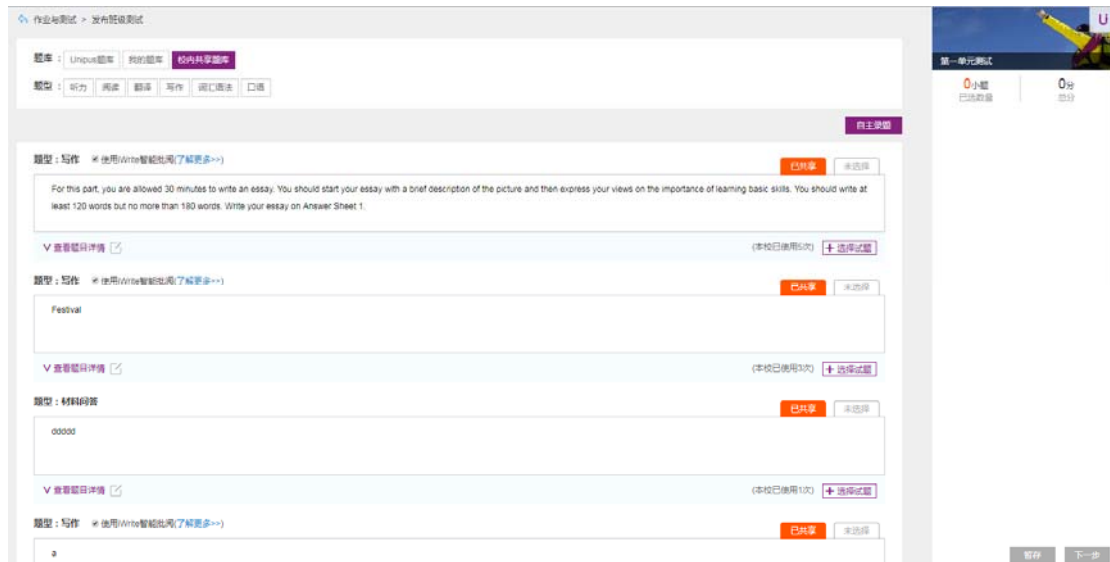 作业与测试 > 发布班级测试
题库： Unipus题库 我的题库 校内共享题库
题型： 听力 阅读 翻译 写作 词汇语法 口语
自主录题
题型：写作 使用iWrite智能批阅(了解更多>>)
已共享 未选择
For this part, you are allowed 30 minutes to write an essay. You should start your essay with a brief description of the picture and then express your views on the importance of learning basic skills. You should write at
least 120 words but no more than 180 words. Write your essay on Answer Sheet 1.
查看题目详情
(本校已使用5次) + 选择试题
题型：写作 使用iWrite智能批阅(了解更多>>)
已共享 未选择
Festival
查看题目详情
(本校已使用3次) + 选择试题
题型：材料问答
已共享 未选择
ddddd
查看题目详情
(本校已使用1次) + 选择试题
题型：写作 使用iWrite智能批阅(了解更多>>)
已共享 未选择
a
U
第一单元测试
0小题 0分
已选数量 总分
暂存 下一步